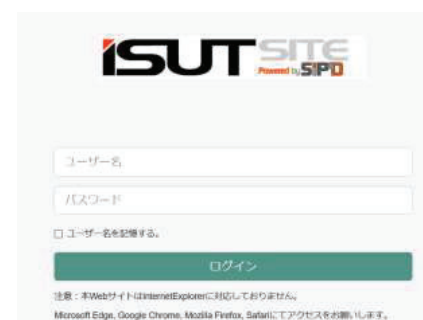 ISUT SITE
Powered by SIPD
ユーザー名
パスワード
ユーザー名を記憶する。
ログイン
注意：本WebサイトはInternetExplorerに対応しておりません。
Microsoft Edge, Google Chrome, Mozilla Firefox, Safariにてアクセスをお願いします。